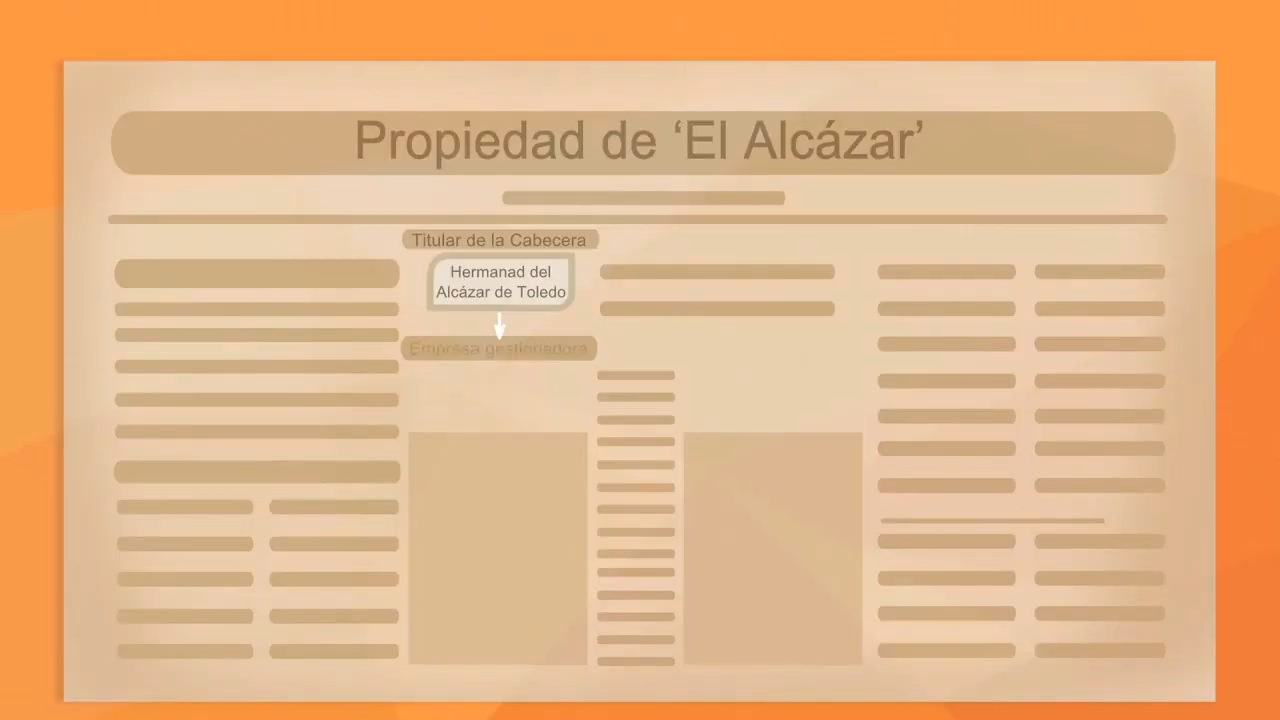 Propiedad de ‘El Alcázar’
Titular de la Cabecera
Hermanad del
Alcázar de Toledo
Empresa gestionadora